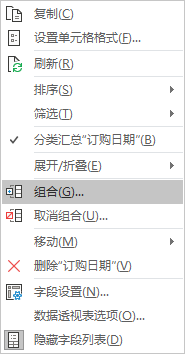 复制(C)
设置单元格格式(F)...
刷新(R)
排序(S)
筛选(T)
分类汇总"订购日期"(B)
展开/折叠(E)
组合(G)...
取消组合(U)...
移动(M)
删除"订购日期"(V)
字段设置(N)...
数据透视表选项(O)...
隐藏字段列表(D)